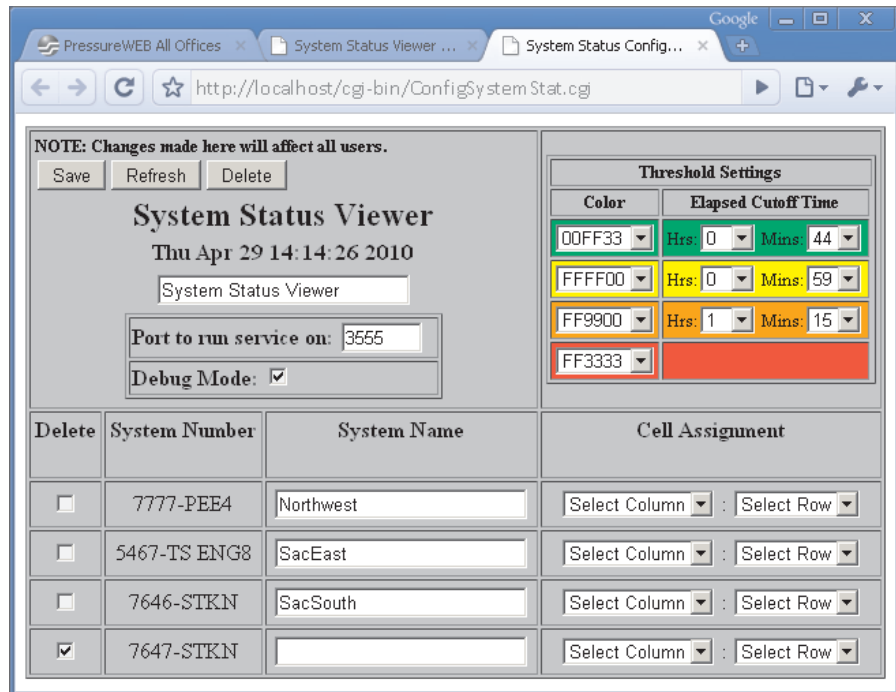 Google
PressureWEB All Offices
System Status Viewer ...
System Status Config...
http://localhost/cgi-bin/ConfigSystemStat.cgi
NOTE: Changes made here will affect all users.
Save Refresh Delete
System Status Viewer
Thu Apr 29 14:14:26 2010
System Status Viewer
Port to run service on: 3555
Debug Mode:
Threshold Settings
Color Elapsed Cutoff Time
00FF33 Hrs: 0 Mins: 44
FFFF00 Hrs: 0 Mins: 59
FF9900 Hrs: 1 Mins: 15
FF3333
Delete System Number System Name Cell Assignment
7777-PEE4 Northwest Select Column : Select Row
5467-TS ENG8 SacEast Select Column : Select Row
7646-STKN SacSouth Select Column : Select Row
7647-STKN Select Column : Select Row